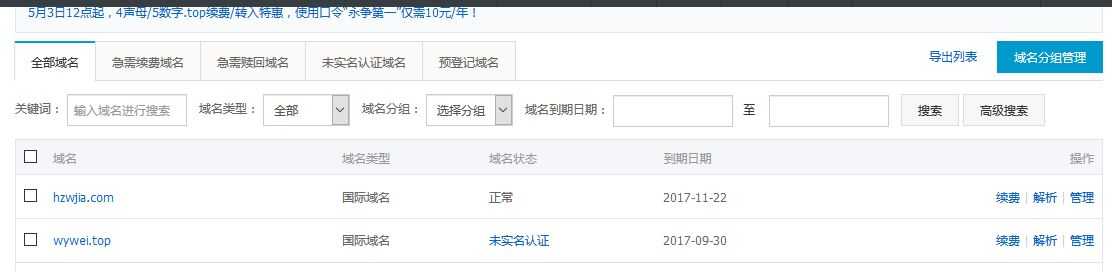 5月3日12点起，4声母/5数字.top续费/转入特惠，使用口令“永争第一”仅需10元/年！
全部域名 急需续费域名 急需赎回域名 未实名认证域名 预登记域名 导出列表 域名分组管理
关键词： 输入域名进行搜索 域名类型： 全部 域名分组： 选择分组 域名到期日期： 至 搜索 高级搜索
域名 域名类型 域名状态 到期日期 操作
hzwjia.com 国际域名 正常 2017-11-22 续费 | 解析 | 管理
wywei.top 国际域名 未实名认证 2017-09-30 续费 | 解析 | 管理